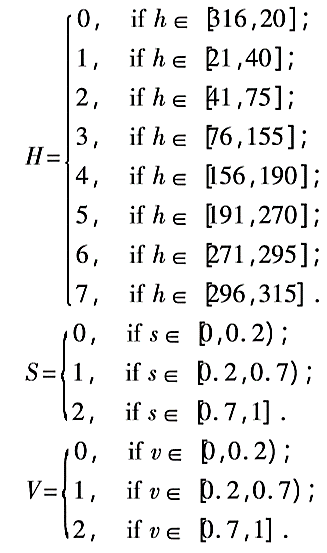 0, if h ∈ [316,20];
1, if h ∈ [21,40];
2, if h ∈ [41,75];
H= 3, if h ∈ [76,155];
4, if h ∈ [156,190];
5, if h ∈ [191,270];
6, if h ∈ [271,295];
7, if h ∈ [296,315].
0, if s ∈ [0,0.2);
S= 1, if s ∈ [0.2,0.7);
2, if s ∈ [0.7,1].
0, if v ∈ [0,0.2);
V= 1, if v ∈ [0.2,0.7);
2, if v ∈ [0.7,1].